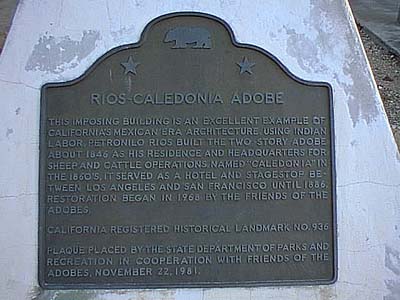 RIOS-CALEDONIA ADOBE
THIS IMPOSING BUILDING IS AN EXCELLENT EXAMPLE OF
CALIFORNIA'S MEXICAN ERA ARCHITECTURE. USING INDIAN
LABOR, PETRONILO RIOS BUILT THE TWO-STORY ADOBE
ABOUT 1846 AS HIS RESIDENCE AND HEADQUARTERS FOR
SHEEP AND CATTLE OPERATIONS. NAMED "CALEDONIA" IN
THE 1860'S, IT SERVED AS A HOTEL AND STAGESTOP BE-
TWEEN LOS ANGELES AND SAN FRANCISCO UNTIL 1886.
RESTORATION BEGAN IN 1968 BY THE FRIENDS OF THE
ADOBES.
CALIFORNIA REGISTERED HISTORICAL LANDMARK NO. 936
PLAQUE PLACED BY THE STATE DEPARTMENT OF PARKS AND
RECREATION IN COOPERATION WITH FRIENDS OF THE
ADOBES, NOVEMBER 22, 1981.